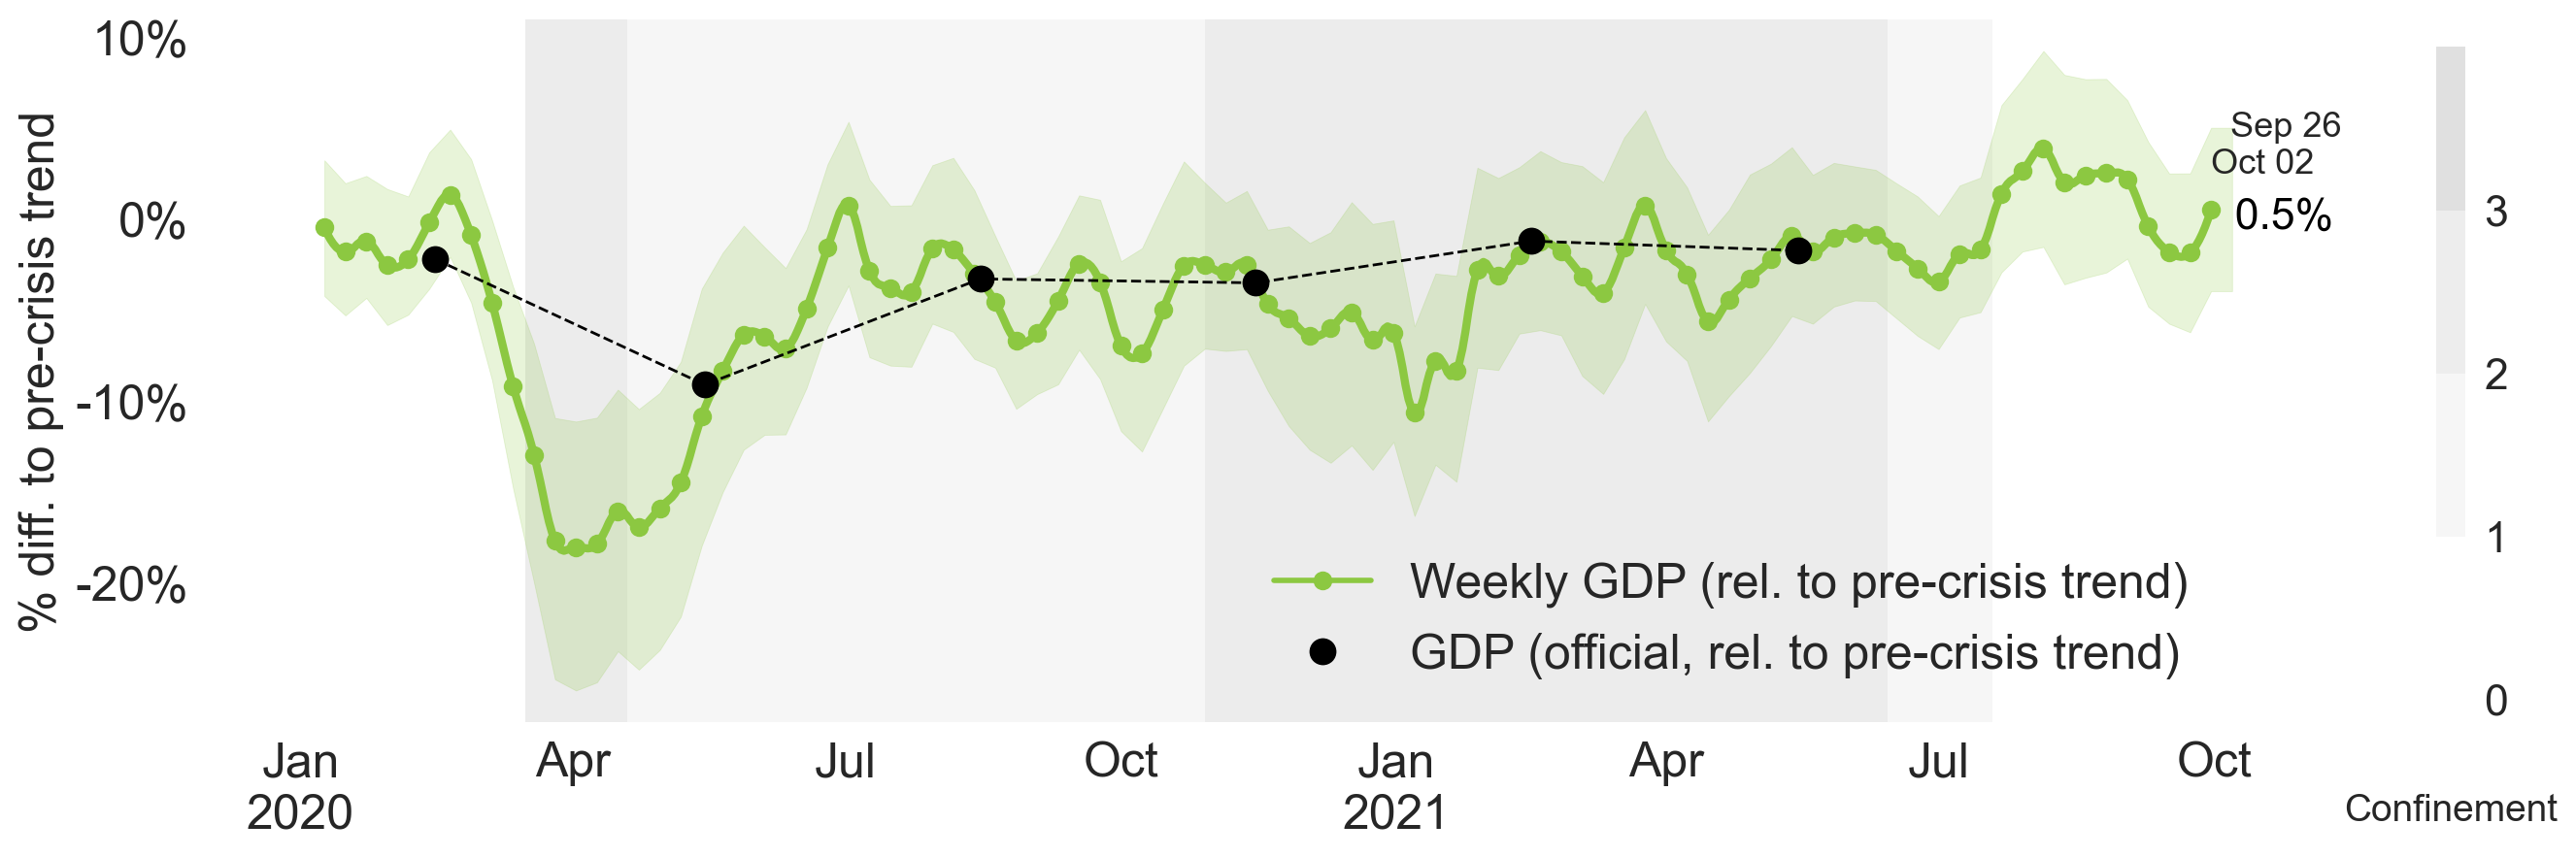 % diff. to pre-crisis trend
10%
0%
-10%
-20%
Sep 26
Oct 02
0.5%
Weekly GDP (rel. to pre-crisis trend)
GDP (official, rel. to pre-crisis trend)
Jan
2020
Apr
Jul
Oct
Jan
2021
Apr
Jul
Oct
3
2
1
0
Confinement